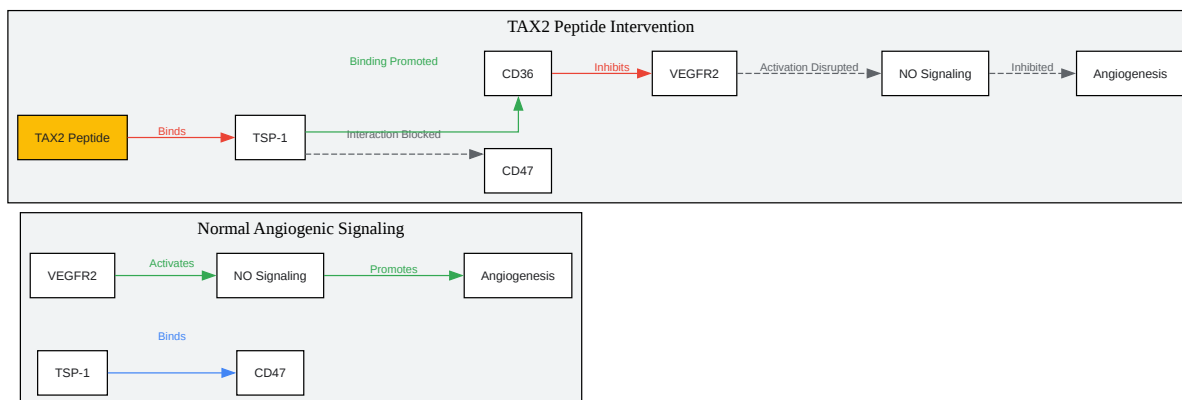 TAX2 Peptide Intervention
Binding Promoted
CD36
Inhibits
VEGFR2
Activation Disrupted
NO Signaling
Inhibited
Angiogenesis
TAX2 Peptide
Binds
TSP-1
Interaction Blocked
CD47
Normal Angiogenic Signaling
VEGFR2
Activates
NO Signaling
Promotes
Angiogenesis
Binds
TSP-1
CD47